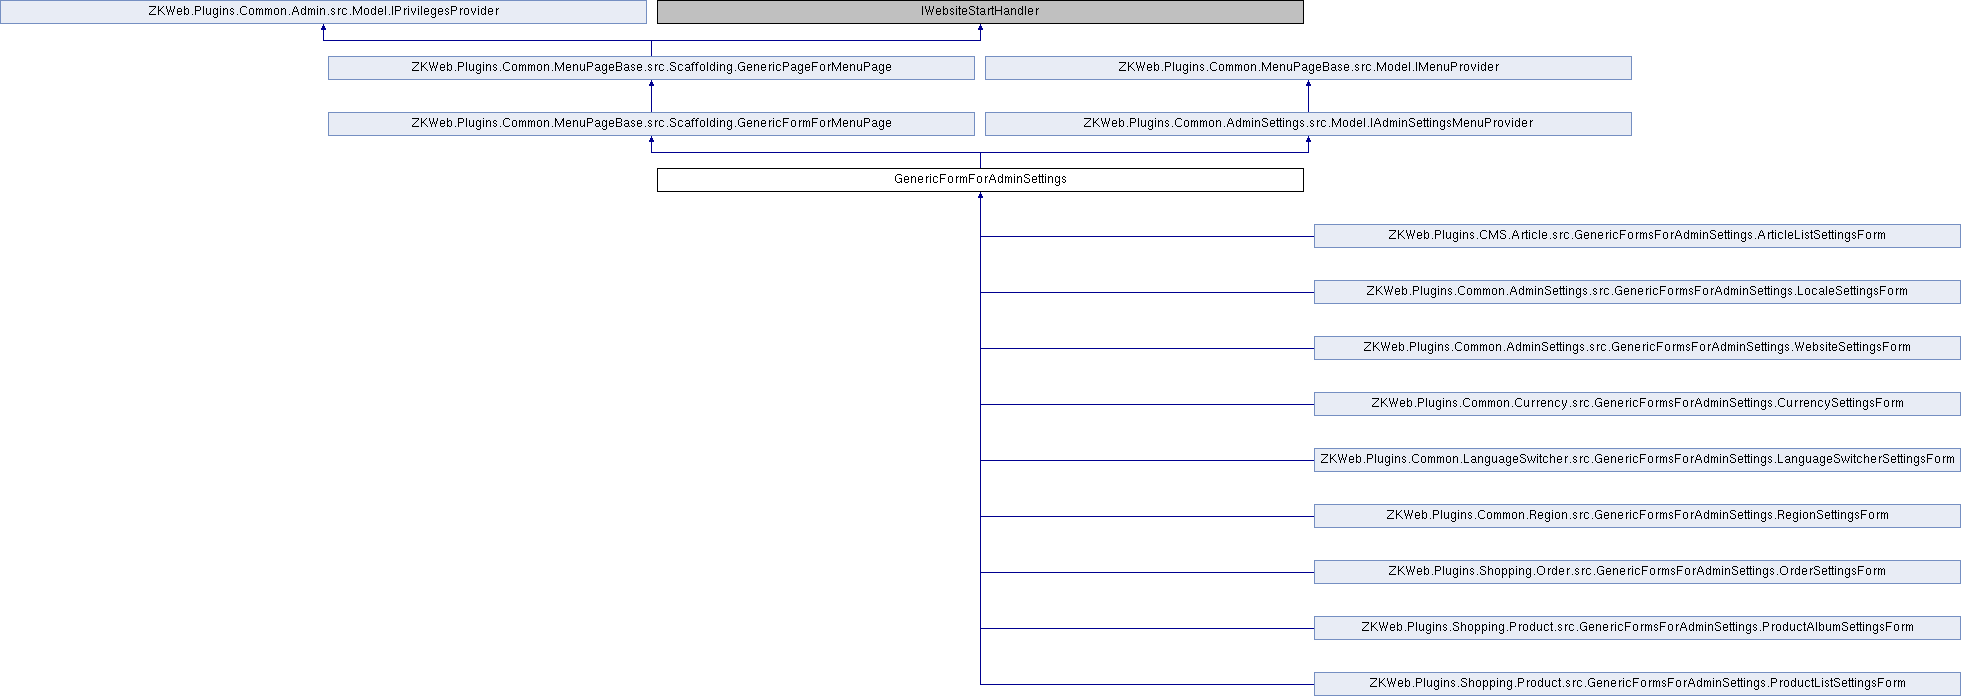 ZKWeb.Plugins.Common.Admin.src.Model.IPrivilegesProvider
IWebsiteStartHandler
ZKWeb.Plugins.Common.MenuPageBase.src.Scaffolding.GenericPageForMenuPage
ZKWeb.Plugins.Common.MenuPageBase.src.Model.IMenuProvider
ZKWeb.Plugins.Common.MenuPageBase.src.Scaffolding.GenericFormForMenuPage
ZKWeb.Plugins.Common.AdminSettings.src.Model.IAdminSettingsMenuProvider
GenericFormForAdminSettings
ZKWeb.Plugins.CMS.Article.src.GenericFormsForAdminSettings.ArticleListSettingsForm
ZKWeb.Plugins.Common.AdminSettings.src.GenericFormsForAdminSettings.LocaleSettingsForm
ZKWeb.Plugins.Common.AdminSettings.src.GenericFormsForAdminSettings.WebsiteSettingsForm
ZKWeb.Plugins.Common.Currency.src.GenericFormsForAdminSettings.CurrencySettingsForm
ZKWeb.Plugins.Common.LanguageSwitcher.src.GenericFormsForAdminSettings.LanguageSwitcherSettingsForm
ZKWeb.Plugins.Common.Region.src.GenericFormsForAdminSettings.RegionSettingsForm
ZKWeb.Plugins.Shopping.Order.src.GenericFormsForAdminSettings.OrderSettingsForm
ZKWeb.Plugins.Shopping.Product.src.GenericFormsForAdminSettings.ProductAlbumSettingsForm
ZKWeb.Plugins.Shopping.Product.src.GenericFormsForAdminSettings.ProductListSettingsForm